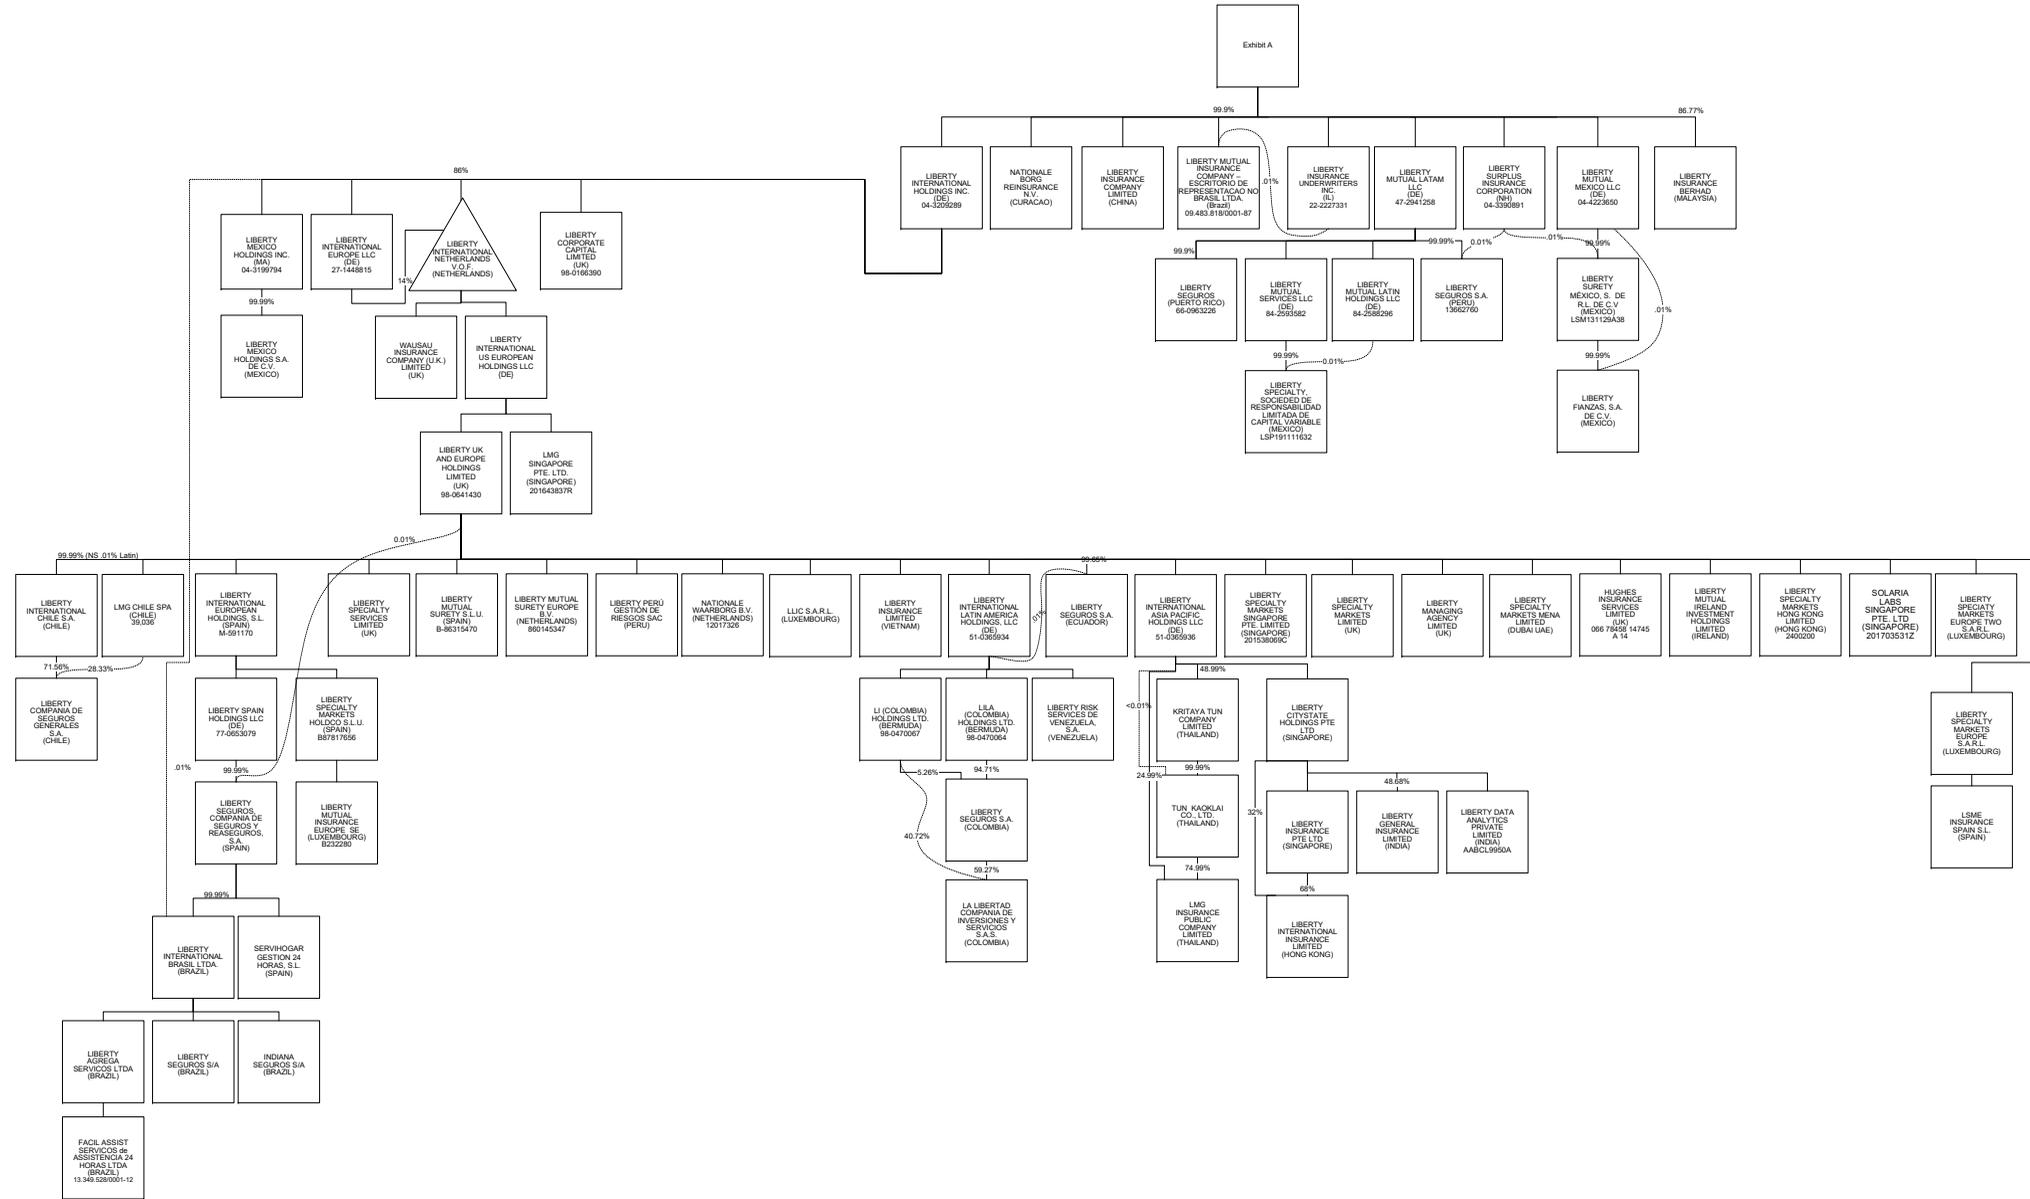 Exhibit A
99.9%
86.77%
LIBERTY
INTERNATIONAL
HOLDINGS INC.
(DE)
04-3209289
NATIONALE
BORG
REINSURANCE
N.V.
(CURACAO)
LIBERTY
INSURANCE
COMPANY
LIMITED
(CHINA)
LIBERTY MUTUAL
INSURANCE
COMPANY –
ESCRITORIO DE
REPRESENTACAO NO
BRASIL LTDA.
(Brazil)
09.483.818/0001-87
.01%
LIBERTY
INSURANCE
UNDERWRITERS
INC.
(IL)
22-2227331
LIBERTY
MUTUAL LATAM
LLC
(DE)
47-2941258
LIBERTY
SURPLUS
INSURANCE
CORPORATION
(NH)
04-3390891
LIBERTY
MUTUAL
MEXICO LLC
(DE)
04-4223650
LIBERTY
INSURANCE
BERHAD
(MALAYSIA)
86%
LIBERTY
MEXICO
HOLDINGS INC.
(MA)
04-3199794
LIBERTY
INTERNATIONAL
EUROPE LLC
(DE)
27-1448815
14%
LIBERTY
INTERNATIONAL
NETHERLANDS
V.O.F.
(NETHERLANDS)
LIBERTY
CORPORATE
CAPITAL
LIMITED
(UK)
98-0166390
99.9%
99.99%
0.01%
.01%
99.99%
LIBERTY
SEGUROS
(PUERTO RICO)
66-0963226
LIBERTY
MUTUAL
SERVICES LLC
(DE)
84-2593582
LIBERTY
MUTUAL LATIN
HOLDINGS LLC
(DE)
84-2588296
LIBERTY
SEGUROS S.A.
(PERU)
13662760
LIBERTY
SURETY
MÉXICO, S. DE
R.L. DE C.V
(MEXICO)
LSM131129A38
.01%
99.99%
LIBERTY
MEXICO
HOLDINGS S.A.
DE C.V.
(MEXICO)
WAUSAU
INSURANCE
COMPANY (U.K.)
LIMITED
(UK)
LIBERTY
INTERNATIONAL
US EUROPEAN
HOLDINGS LLC
(DE)
99.99%
0.01%
99.99%
LIBERTY
SPECIALTY,
SOCIEDED DE
RESPONSABILIDAD
LIMITADA DE
CAPITAL VARIABLE
(MEXICO)
LSP191111632
LIBERTY
FIANZAS, S.A.
DE C.V.
(MEXICO)
LIBERTY UK
AND EUROPE
HOLDINGS
LIMITED
(UK)
98-0641430
LMG
SINGAPORE
PTE. LTD.
(SINGAPORE)
201643837R
0.01%
99.99% (NS .01% Latin)
99.65%
LIBERTY
INTERNATIONAL
CHILE S.A.
(CHILE)
LMG CHILE SPA
(CHILE)
39,036
LIBERTY
INTERNATIONAL
EUROPEAN
HOLDINGS, S.L.
(SPAIN)
M-591170
LIBERTY
SPECIALTY
SERVICES
LIMITED
(UK)
LIBERTY
MUTUAL
SURETY S.L.U.
(SPAIN)
B-86315470
LIBERTY MUTUAL
SURETY EUROPE
B.V.
(NETHERLANDS)
860145347
LIBERTY PERÚ
GESTIÓN DE
RIESGOS SAC
(PERU)
NATIONALE
WAARBORG B.V.
(NETHERLANDS)
12017326
LLIC S.A.R.L.
(LUXEMBOURG)
LIBERTY
INSURANCE
LIMITED
(VIETNAM)
LIBERTY
INTERNATIONAL
LATIN AMERICA
HOLDINGS, LLC
(DE)
51-0365934
.01%
LIBERTY
SEGUROS S.A.
(ECUADOR)
LIBERTY
INTERNATIONAL
ASIA PACIFIC
HOLDINGS LLC
(DE)
51-0365936
LIBERTY
SPECIALTY
MARKETS
SINGAPORE
PTE. LIMITED
(SINGAPORE)
201538069C
LIBERTY
SPECIALTY
MARKETS
LIMITED
(UK)
LIBERTY
MANAGING
AGENCY
LIMITED
(UK)
LIBERTY
SPECIALTY
MARKETS MENA
LIMITED
(DUBAI UAE)
HUGHES
INSURANCE
SERVICES
LIMITED
(UK)
066 78458 14745
A 14
LIBERTY
MUTUAL
IRELAND
INVESTMENT
HOLDINGS
LIMITED
(IRELAND)
LIBERTY
SPECIALTY
MARKETS
HONG KONG
LIMITED
(HONG KONG)
2400200
SOLARIA
LABS
SINGAPORE
PTE. LTD
(SINGAPORE)
201703531Z
LIBERTY
SPECIATY
MARKETS
EUROPE TWO
S.A.R.L.
(LUXEMBOURG)
71.56%
28.33%
LIBERTY
COMPANIA DE
SEGUROS
GENERALES
S.A.
(CHILE)
.01%
LIBERTY SPAIN
HOLDINGS LLC
(DE)
77-0653079
LIBERTY
SPECIALTY
MARKETS
HOLDCO S.L.U.
(SPAIN)
B87817656
LI (COLOMBIA)
HOLDINGS LTD.
(BERMUDA)
98-0470067
LILA
(COLOMBIA)
HOLDINGS LTD.
(BERMUDA)
98-0470064
LIBERTY RISK
SERVICES DE
VENEZUELA,
S.A.
(VENEZUELA)
<0.01%
48.99%
KRITAYA TUN
COMPANY
LIMITED
(THAILAND)
LIBERTY
CITYSTATE
HOLDINGS PTE
LTD
(SINGAPORE)
LIBERTY
SPECIALTY
MARKETS
EUROPE
S.A.R.L.
(LUXEMBOURG)
99.99%
LIBERTY
SEGUROS,
COMPANIA DE
SEGUROS Y
REASEGUROS,
S.A.
(SPAIN)
LIBERTY
MUTUAL
INSURANCE
EUROPE SE
(LUXEMBOURG)
B232280
5.26%
94.71%
LIBERTY
SEGUROS S.A.
(COLOMBIA)
40.72%
24.99%
99.99%
TUN KAOKLAI
CO., LTD.
(THAILAND)
48.68%
32%
LIBERTY
INSURANCE
PTE LTD
(SINGAPORE)
LIBERTY
GENERAL
INSURANCE
LIMITED
(INDIA)
LIBERTY DATA
ANALYTICS
PRIVATE
LIMITED
(INDIA)
AABCL9950A
LSME
INSURANCE
SPAIN S.L.
(SPAIN)
99.99%
59.27%
74.99%
68%
LIBERTY
INTERNATIONAL
BRASIL LTDA.
(BRAZIL)
SERVIHOGAR
GESTION 24
HORAS, S.L.
(SPAIN)
LA LIBERTAD
COMPANIA DE
INVERSIONES Y
SERVICIOS
S.A.S.
(COLOMBIA)
LMG
INSURANCE
PUBLIC
COMPANY
LIMITED
(THAILAND)
LIBERTY
INTERNATIONAL
INSURANCE
LIMITED
(HONG KONG)
LIBERTY
AGREGA
SERVICOS LTDA
(BRAZIL)
LIBERTY
SEGUROS S/A
(BRAZIL)
INDIANA
SEGUROS S/A
(BRAZIL)
FACIL ASSIST
SERVICOS de
ASSISTENCIA 24
HORAS LTDA
(BRAZIL)
13.349.528/0001-12